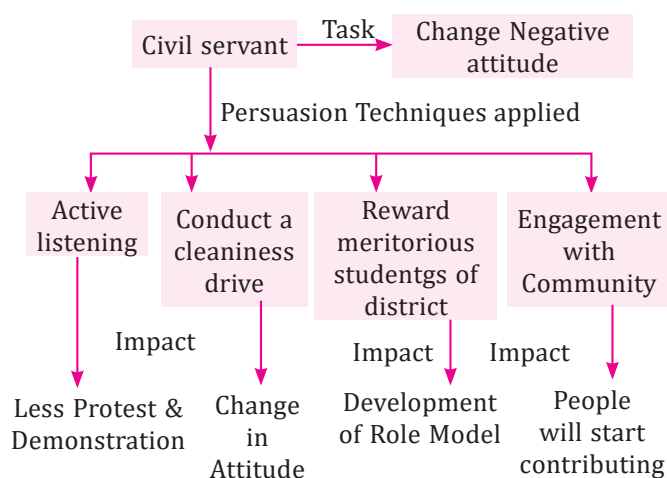 Civil servant
Task
Change Negative
attitude
Persuasion Techniques applied
Active
listening
Conduct a
cleaniness
drive
Reward
meritorious
studentgs of
district
Engagement
with
Community
Impact
Impact
Impact
Less Protest &
Demonstration
Change
in
Attitude
Development
of Role Model
People
will start
contributing